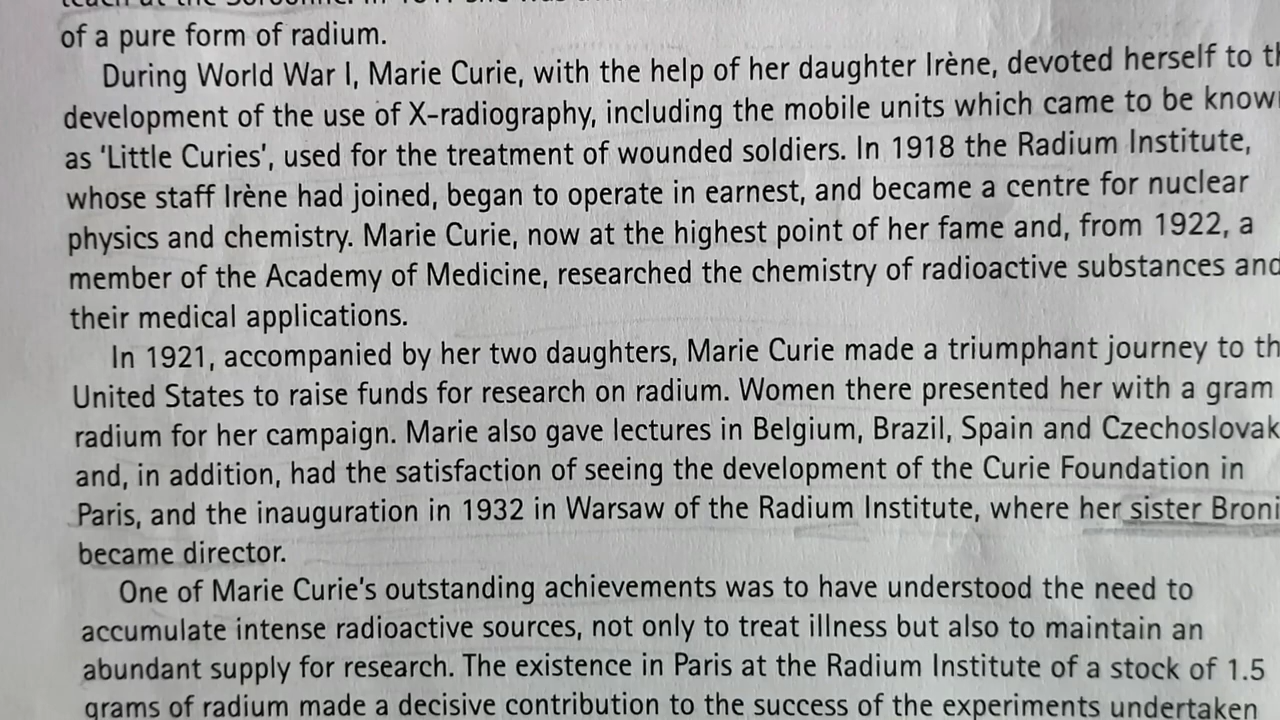 of a pure form of radium.
During World War I, Marie Curie, with the help of her daughter Irène, devoted herself to
development of the use of X-radiography, including the mobile units which came to be
as 'Little Curies', used for the treatment of wounded soldiers. In 1918 the Radium Institute,
whose staff Irène had joined, began to operate in earnest, and became a centre for nuclear
physics and chemistry. Marie Curie, now at the highest point of her fame and, from 1922, a
member of the Academy of Medicine, researched the chemistry of radioactive substances and
their medical applications.
In 1921, accompanied by her two daughters, Marie Curie made a triumphant journey to
United States to raise funds for research on radium. Women there presented her with a gram
radium for her campaign. Marie also gave lectures in Belgium, Brazil, Spain and
and, in addition, had the satisfaction of seeing the development of the Curie Foundation in
Paris, and the inauguration in 1932 in Warsaw of the Radium Institute, where her sister
became director.
One of Marie Curie's outstanding achievements was to have understood the need to
accumulate intense radioactive sources, not only to treat illness but also to maintain an
abundant supply for research. The existence in Paris at the Radium Institute of a stock of 1.5
grams of radium made a decisive contribution to the success of the experiments undertaken